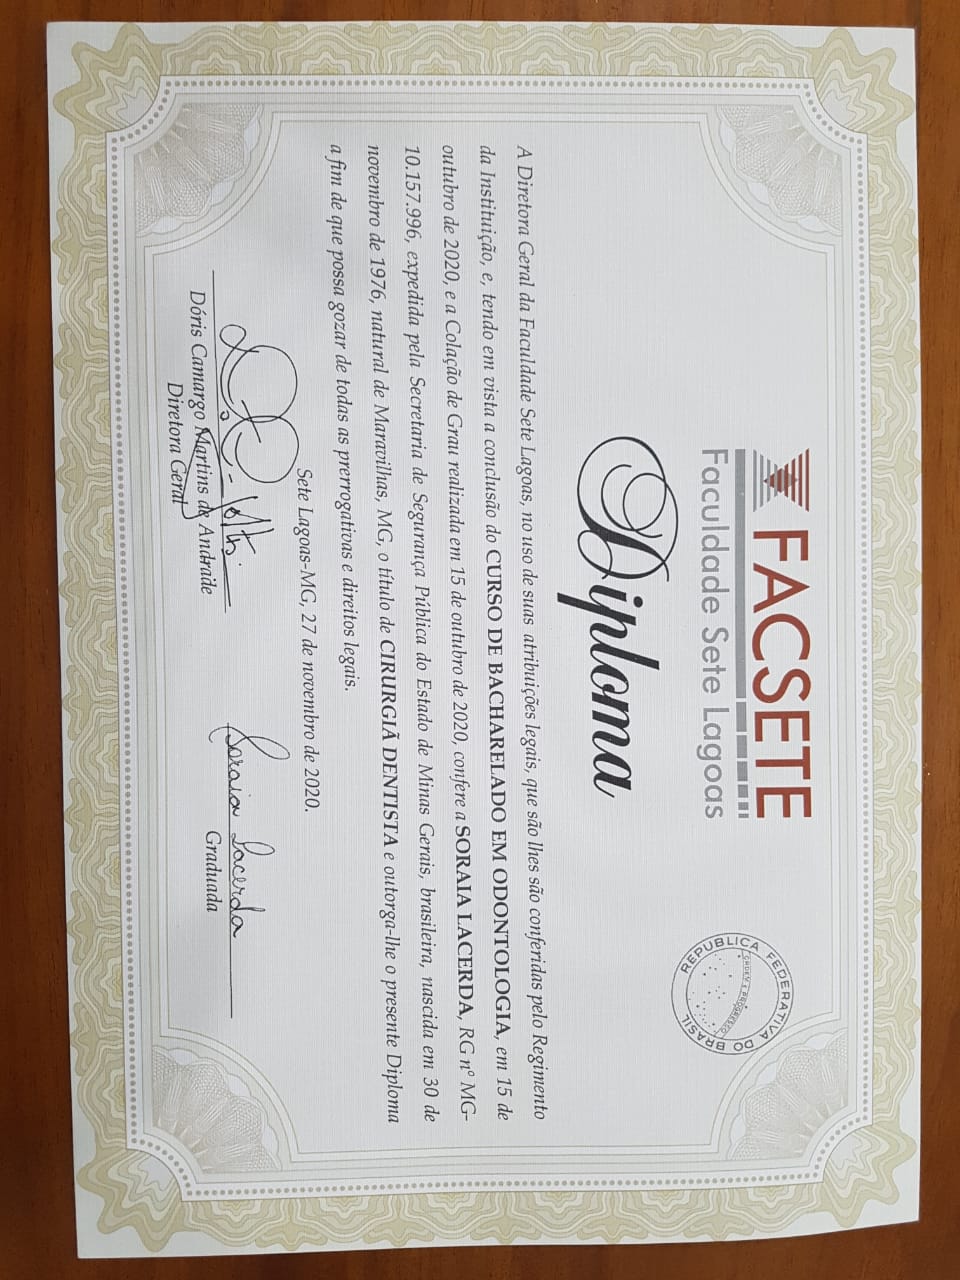 FACSETE
Faculdade Sete Lagoas
REPUBLICA FEDERATIVA DO BRASIL
ORDEM E PROGRESSO
Diploma
A Diretora Geral da Faculdade Sete Lagoas, no uso de suas atribuições legais, que são lhes são conferidas pelo Regimento
da Instituição, e, tendo em vista a conclusão do CURSO DE BACHARELADO EM ODONTOLOGIA, em 15 de
outubro de 2020, e a Colação de Grau realizada em 15 de outubro de 2020, confere a SORAIA LACERDA, RG nº MG-
10.157.996, expedida pela Secretaria de Segurança Pública do Estado de Minas Gerais, brasileira, nascida em 30 de
novembro de 1976, natural de Maravilhas, MG, o título de CIRURGIÃ DENTISTA e outorga-lhe o presente Diploma
a fim de que possa gozar de todas as prerrogativas e direitos legais.
Sete Lagoas-MG, 27 de novembro de 2020.
Soraia Lacerda
Dóris Camargo Martins de Andrade
Diretora Geral
Graduada